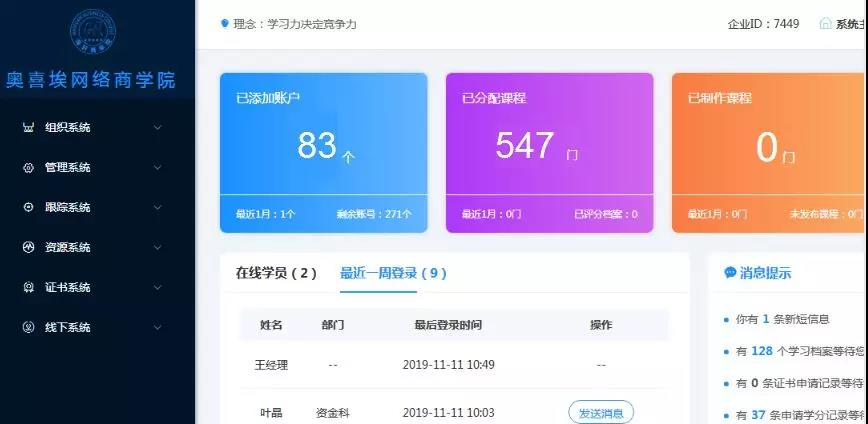 理念：学习力决定竞争力
企业ID：7449
系统主
奥喜埃网络商学院
组织系统
管理系统
跟踪系统
资源系统
证书系统
线下系统
已添加账户
83 个
最近1月：1个
剩余账号：271个
已分配课程
547 门
最近1月：0门
已评分档案：0
已制作课程
0 门
最近1月：0门
未发布课程：0门
在线学员（2）
最近一周登录（9）
姓名 部门 最后登录时间 操作
王经理 -- 2019-11-11 10:49 --
叶晶 资金科 2019-11-11 10:03 发送消息
消息提示
你有 1 条新短信息
有 128 个学习档案等待您
有 0 条证书申请记录等待
有 37 条申请学分记录等待